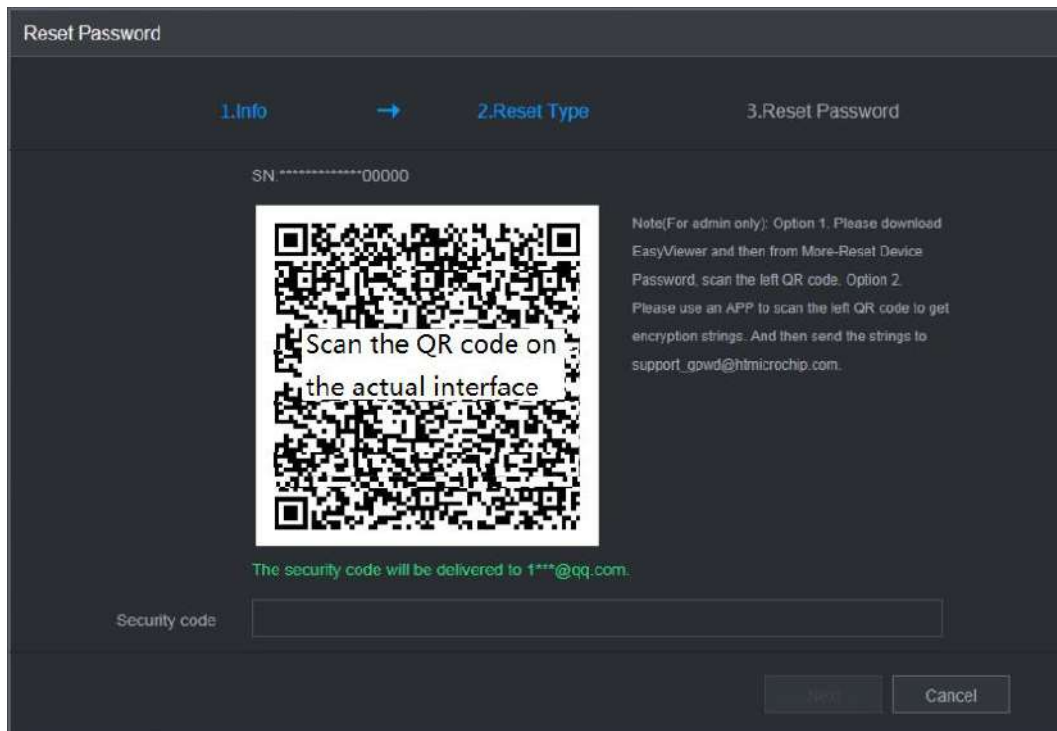 Reset Password
1.Info → 2.Reset Type 3.Reset Password
SN.*************00000
Note(For admin only): Option 1. Please download
EasyViewer and then from More-Reset Device
Password, scan the left QR code. Option 2.
Please use an APP to scan the left QR code to get
encryption strings. And then send the strings to
support_gpwd@htmicrochip.com.
Scan the QR code on
the actual interface
The security code will be delivered to 1***@qq.com.
Security code
Next Cancel